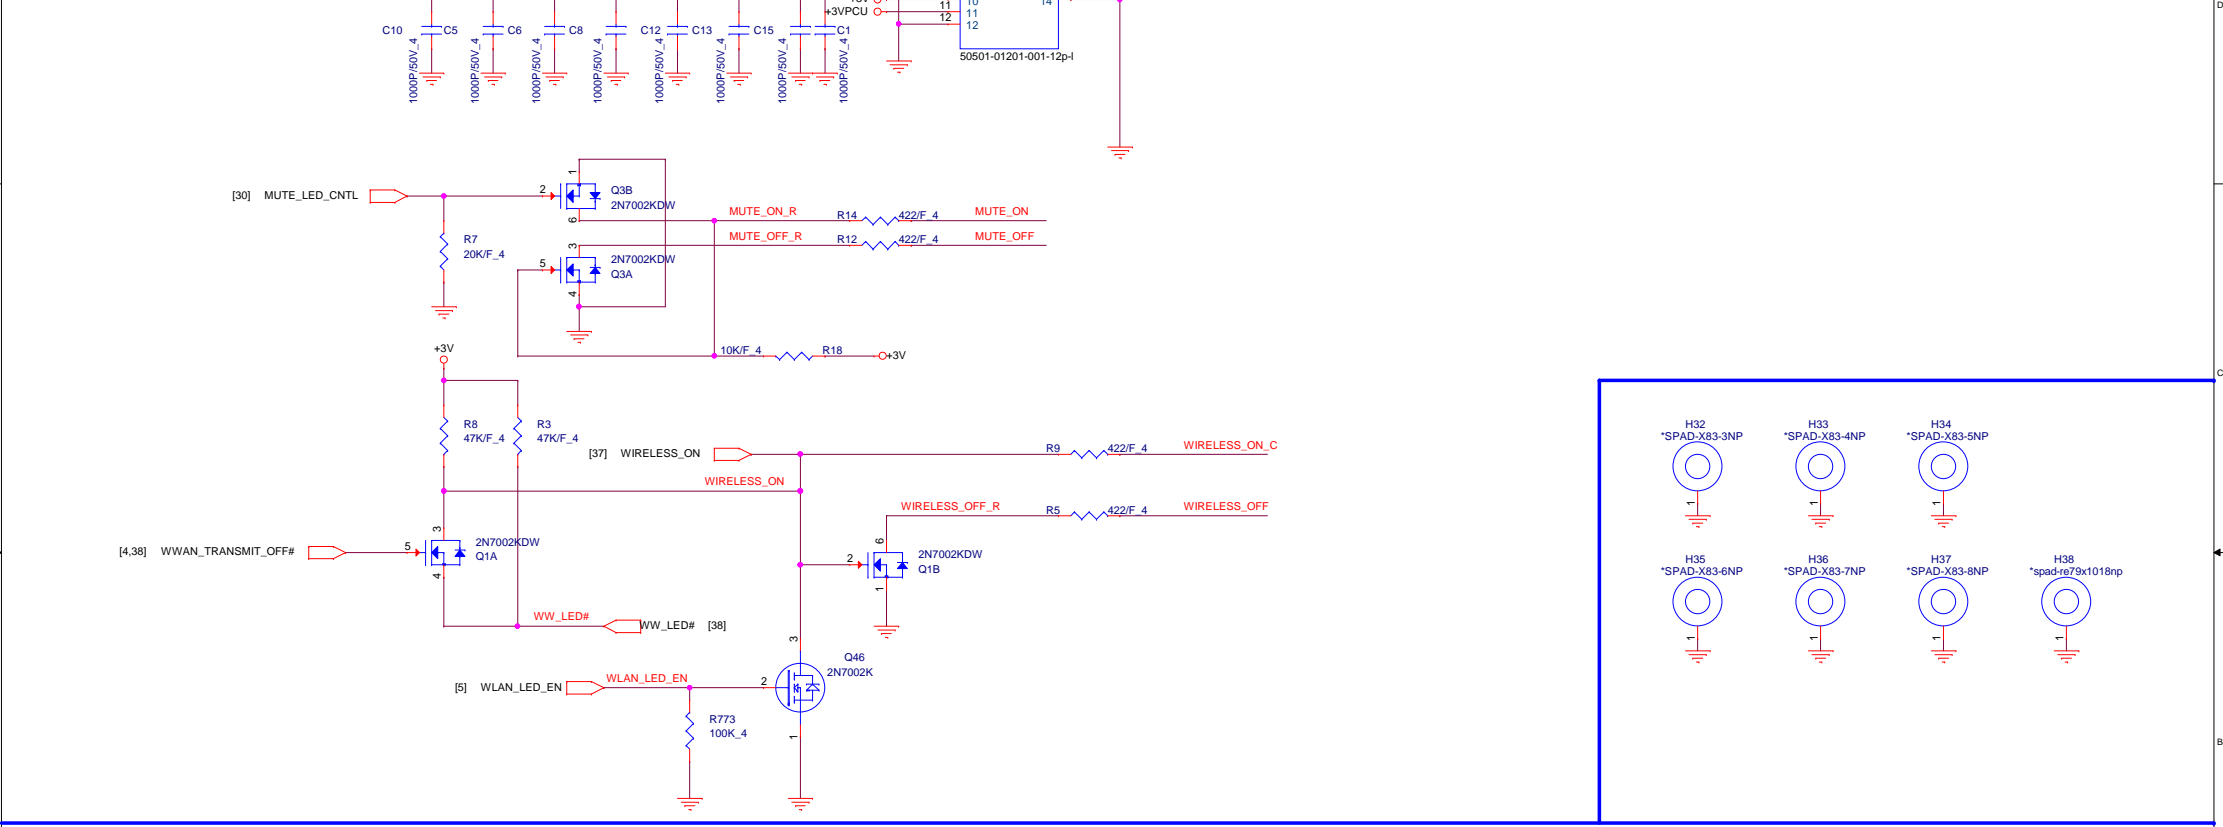 +3VPCU
11
12
10
11
12
14
50501-01201-001-12p-l
D
C10
C5
C6
C8
C12
C13
C15
C1
1000P/50V_4
1000P/50V_4
1000P/50V_4
1000P/50V_4
1000P/50V_4
1000P/50V_4
1000P/50V_4
1000P/50V_4
[30] MUTE_LED_CNTL
2
1
6
Q3B
2N7002KDW
R7
20K/F_4
MUTE_ON_R
R14
422/F_4
MUTE_ON
MUTE_OFF_R
R12
422/F_4
MUTE_OFF
3
5
4
2N7002KDW
Q3A
+3V
10K/F_4
R18
+3V
C
R8
47K/F_4
R3
47K/F_4
[37] WIRELESS_ON
R9
422/F_4
WIRELESS_ON_C
WIRELESS_ON
WIRELESS_OFF_R
R5
422/F_4
WIRELESS_OFF
[4,38] WWAN_TRANSMIT_OFF#
5
3
4
2N7002KDW
Q1A
2
6
1
2N7002KDW
Q1B
WW_LED#
WW_LED# [38]
[5] WLAN_LED_EN
WLAN_LED_EN
2
3
1
Q46
2N7002K
R773
100K_4
H32
*SPAD-X83-3NP
1
H33
*SPAD-X83-4NP
1
H34
*SPAD-X83-5NP
1
H35
*SPAD-X83-6NP
1
H36
*SPAD-X83-7NP
1
H37
*SPAD-X83-8NP
1
H38
*spad-re79x1018np
1
B